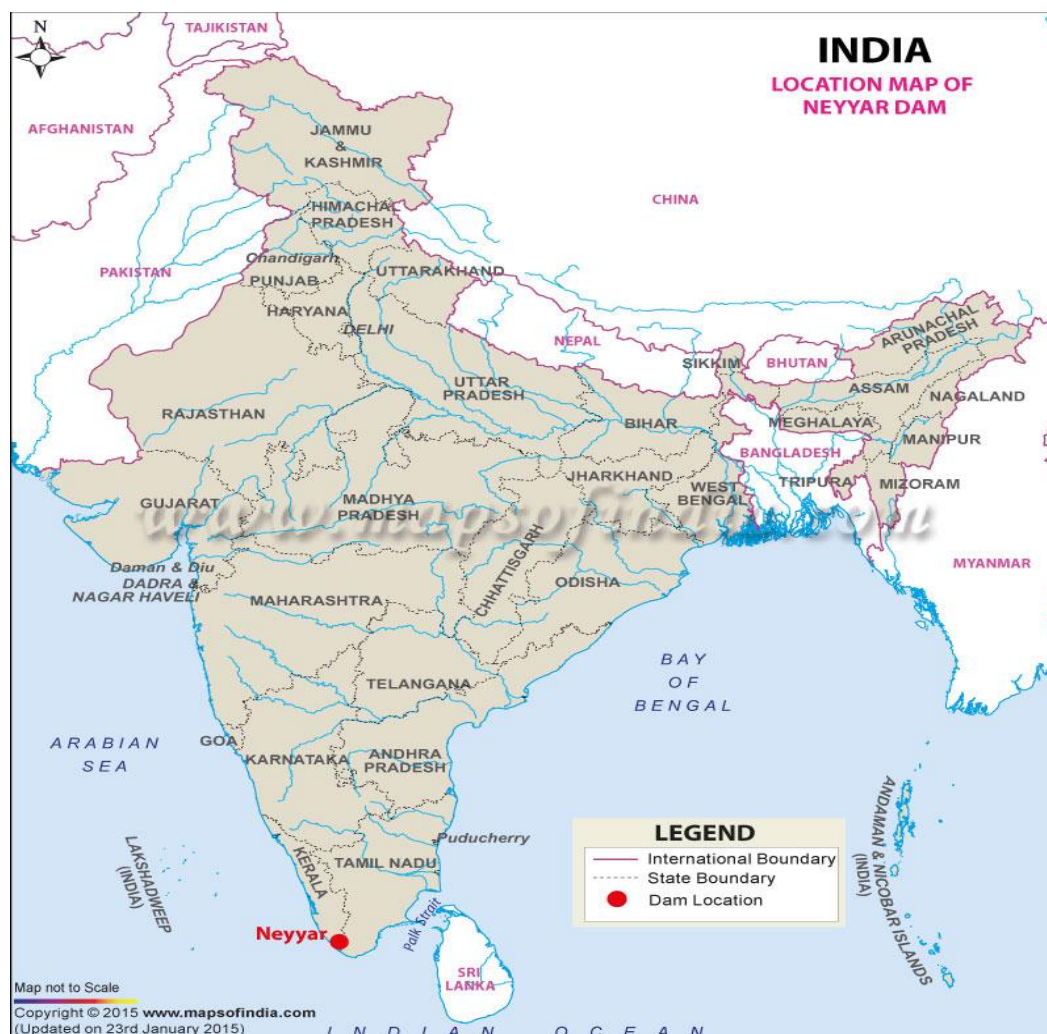 N
TAJIKISTAN
INDIA
LOCATION MAP OF
NEYYAR DAM
AFGHANISTAN
JAMMU
&
KASHMIR
CHINA
HIMACHAL
PRADESH
Chandigarh
PAKISTAN
PUNJAB
UTTARAKHAND
HARYANA
DELHI
NEPAL
SIKKIM
BHUTAN
ARUNACHAL
PRADESH
UTTAR
PRADESH
ASSAM
NAGALAND
RAJASTHAN
BIHAR
MEGHALAYA
MANIPUR
BANGLADESH
JHARKHAND
WEST
BENGAL
TRIPURA
MIZORAM
GUJARAT
MADHYA
PRADESH
www.mapsofindia.com
CHHATTISGARH
MYANMAR
Daman & Diu
DADRA &
NAGAR HAVELI
ODISHA
MAHARASHTRA
BAY
OF
BENGAL
TELANGANA
ARABIAN
SEA
GOA
KARNATAKA
ANDHRA
PRADESH
ANDAMAN & NICOBAR ISLANDS
(INDIA)
Puducherry
LAKSHADWEEP
(INDIA)
KERALA
TAMIL NADU
LEGEND
International Boundary
State Boundary
Dam Location
Neyyar
Palk Strait
SRI
LANKA
Map not to Scale
Copyright © 2015 www.mapsofindia.com
(Updated on 23rd January 2015)
INDIAN OCEAN